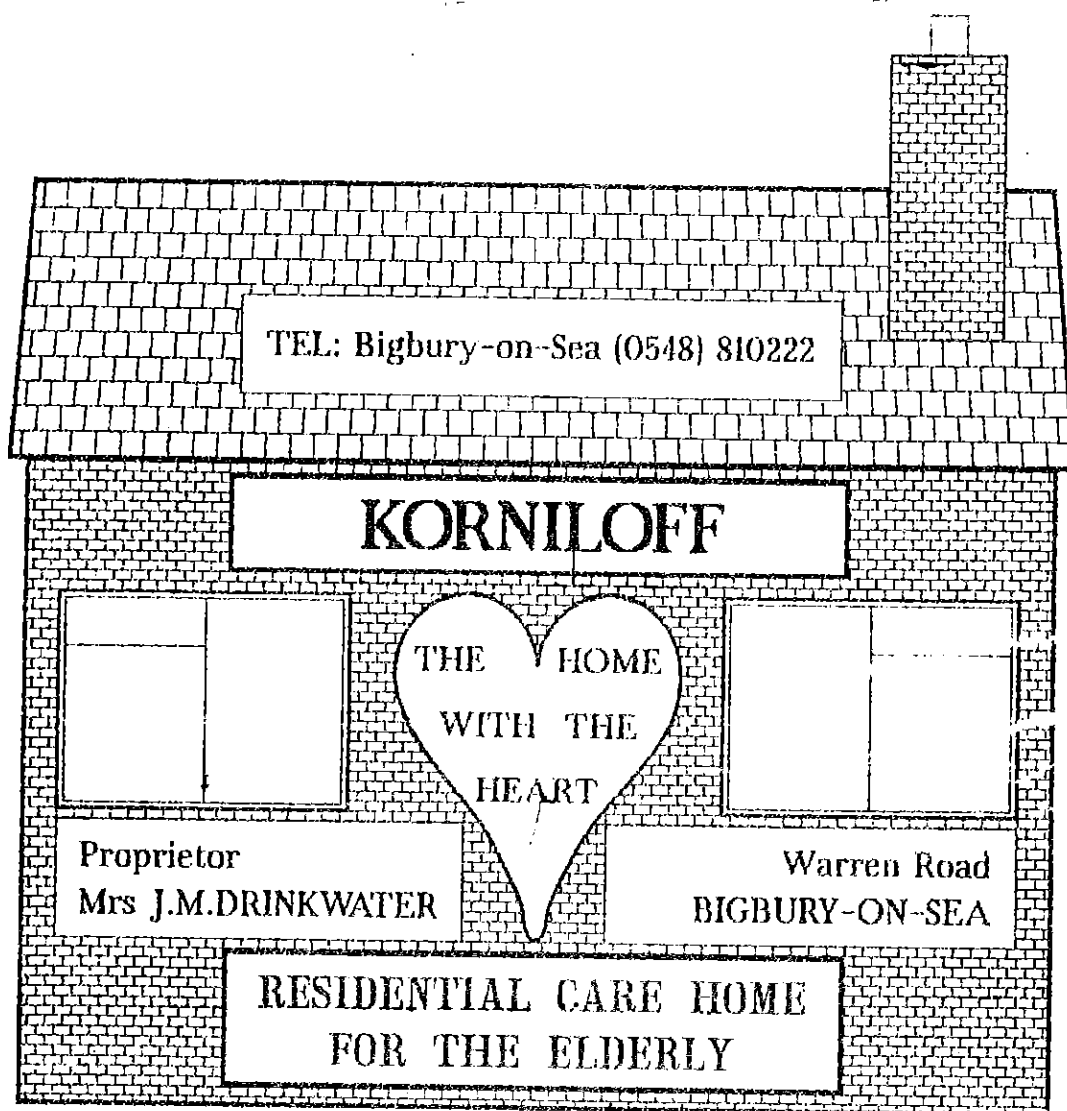 TEL: Bigbury-on-Sea (0548) 810222
KORNILOFF
THE HOME
WITH THE
HEART
Proprietor
Mrs J.M.DRINKWATER
Warren Road
BIGBURY-ON-SEA
RESIDENTIAL CARE HOME
FOR THE ELDERLY